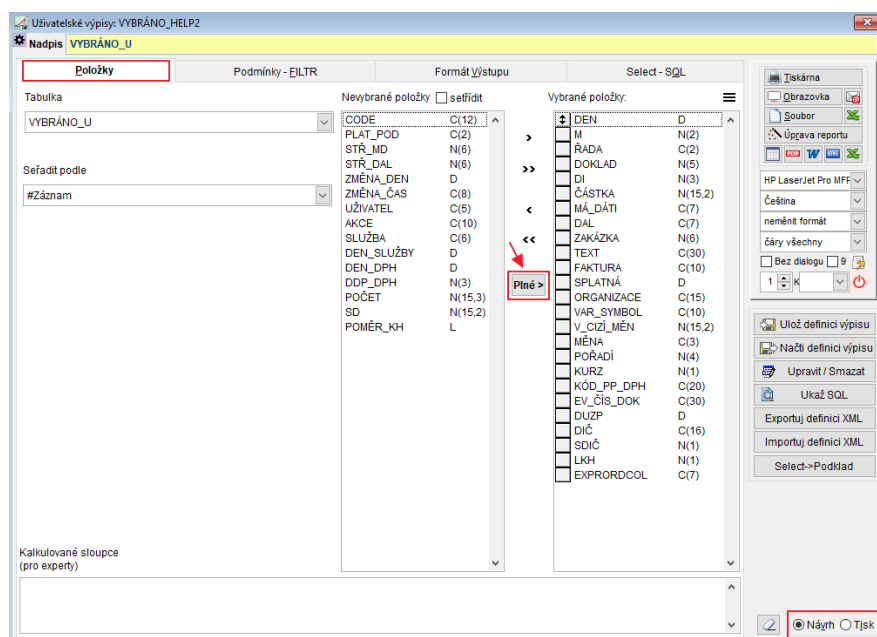 Uživatelské výpisy: VYBRÁNO_HELP2
Nadpis VYBRÁNO_U
Položky
Podmínky - FILTR
Formát Výstupu
Select - SQL
Tabulka
VYBRÁNO_U
Seřadit podle
#Záznam
Nevybrané položky setřídit
CODE C(12)
PLAT_POD C(2)
STŘ_MD N(6)
STŘ_DAL N(6)
ZMĚNA_DEN D
ZMĚNA_ČAS C(8)
UŽIVATEL C(5)
AKCE C(10)
SLUŽBA C(6)
DEN_SLUŽBY D
DEN_DPH D
DDP_DPH N(3)
POČET N(15,3)
SD N(15,2)
POMĚR_KH L
>
>>
<
<<
Plné >
Vybrané položky:
DEN D
M N(2)
ŘADA C(2)
DOKLAD N(5)
DI N(3)
ČÁSTKA N(15,2)
MÁ_DÁTI C(7)
DAL C(7)
ZAKÁZKA N(6)
TEXT C(30)
FAKTURA C(10)
SPLATNÁ D
ORGANIZACE C(15)
VAR_SYMBOL C(10)
V_CIZÍ_MĚN N(15,2)
MĚNA C(3)
POŘADÍ N(4)
KURZ N(1)
KÓD_PP_DPH C(20)
EV_ČÍS_DOK C(30)
DUZP D
DIČ C(16)
SDIČ N(1)
LKH N(1)
EXPRORDCOL C(7)
Kalkulované sloupce
(pro experty)
Tiskárna
Obrazovka
Soubor
Úprava reportu
PDF W HTML
HP LaserJet Pro MFF
Čeština
neměnit formát
čáry všechny
Bez dialogu 9
1 K
Ulož definici výpisu
Načti definici výpisu
Upravit / Smazat
Ukaž SQL
Exportuj definici XML
Importuj definici XML
Select->Podklad
Návrh Tisk